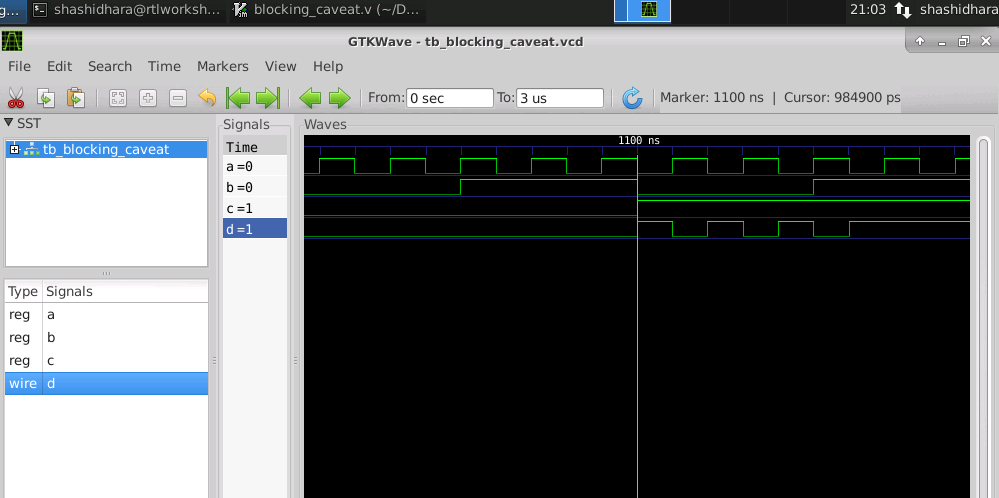 g...
shashidhara@rtlworksh...
blocking_caveat.v (~/D...
21:03
shashidhara
GTKWave - tb_blocking_caveat.vcd
File Edit Search Time Markers View Help
From: 0 sec To: 3 us Marker: 1100 ns | Cursor: 984900 ps
SST
tb_blocking_caveat
Type Signals
reg a
reg b
reg c
wire d
Signals
Time
a =0
b =0
c =1
d =1
Waves
1100 ns